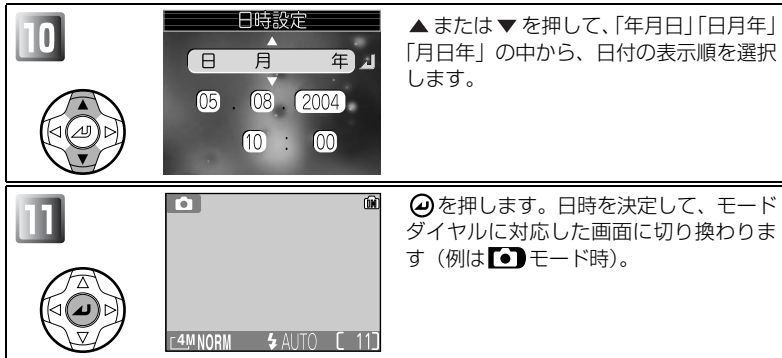 10
日時設定
日 月 年
05 . 08 . 2004
10 : 00
▲または▼を押して、「年月日」「日月年」
「月日年」の中から、日付の表示順を選択
します。
11
IN
4M NORM AUTO [ 11]
を押します。日時を決定して、モード
ダイヤルに対応した画面に切り換わりま
す（例は モード時）。